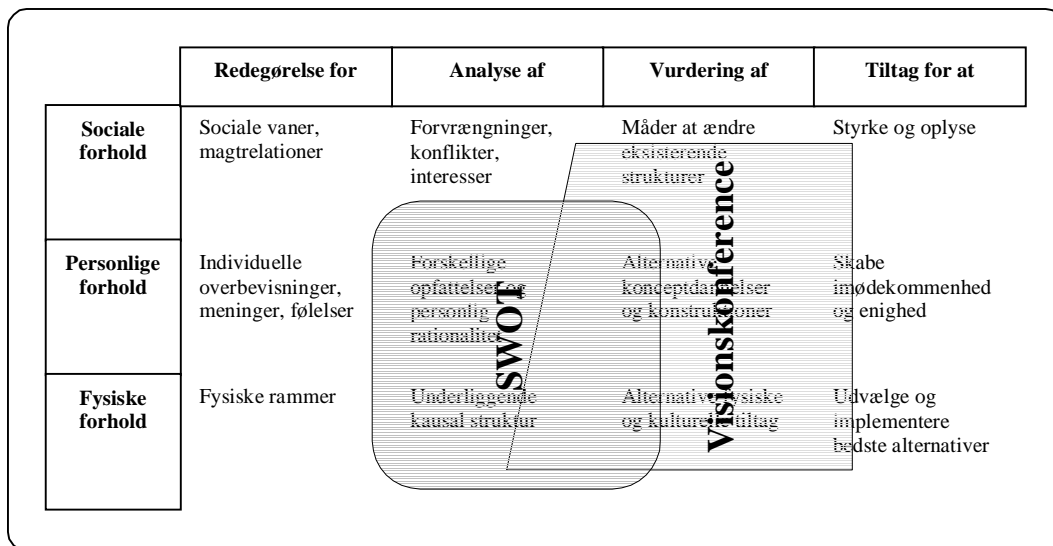 Redegørelse for
Analyse af
Vurdering af
Tiltag for at
Sociale
forhold
Sociale vaner,
magtrelationer
Forvrængninger,
konflikter,
interesser
Måder at ændre
eksisterende
strukturer
Styrke og oplyse
Personlige
forhold
Individuelle
overbevisninger,
meninger, følelser
Forskellige
opfattelser og
personlig
rationalitet
Alternative
konceptdannelser
og konstruktioner
Skabe
imødekommenhed
og enighed
Fysiske
forhold
Fysiske rammer
Underliggende
kausal struktur
Alternative fysiske
og kulturelle tiltag
Udvælge og
implementere
bedste alternativer
SWOT
Visionskonference